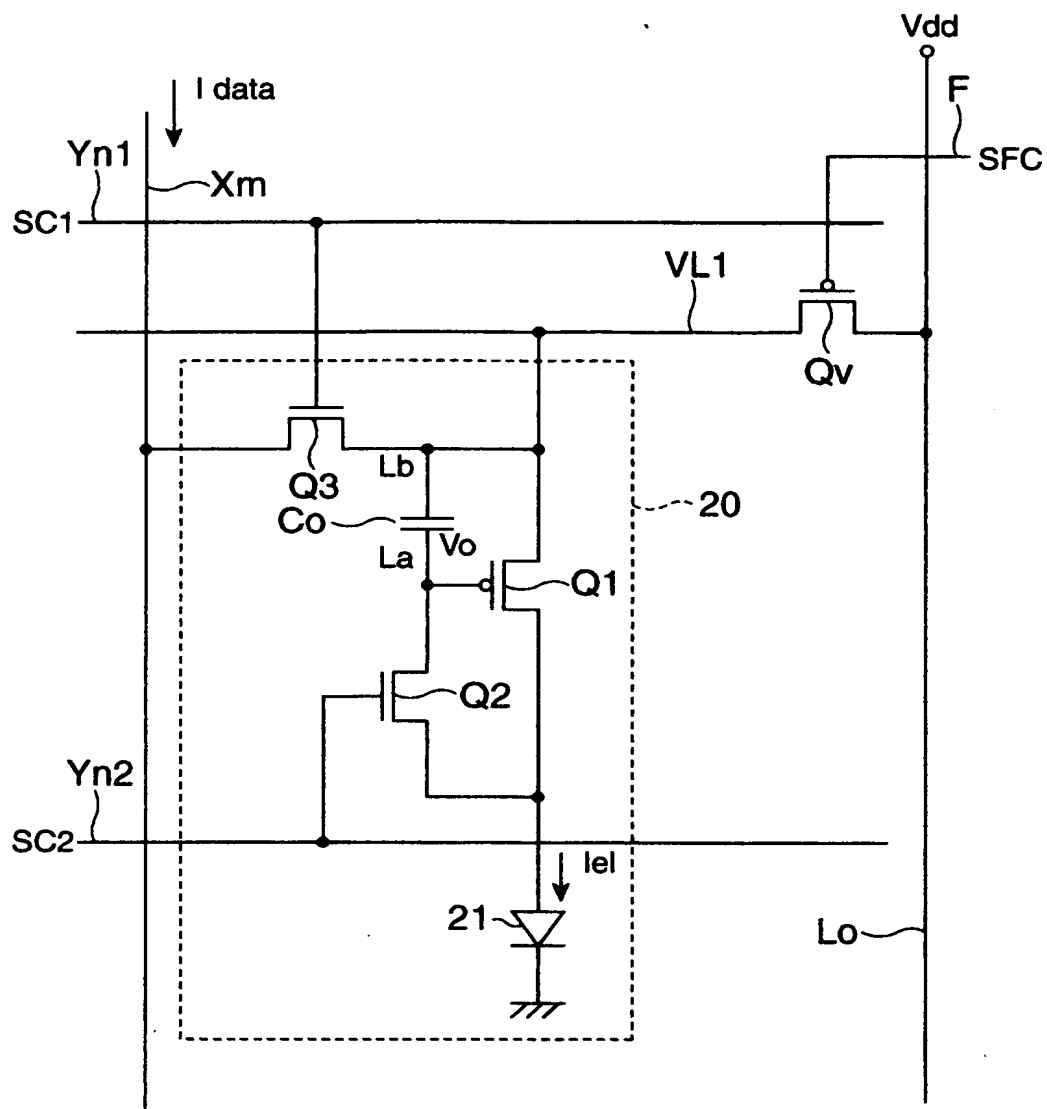 Vdd
I data
F
Yn1
SFC
Xm
SC1
VL1
Qv
Q3
Lb
20
Co
Vo
La
Q1
Q2
Yn2
SC2
Iel
21
Lo